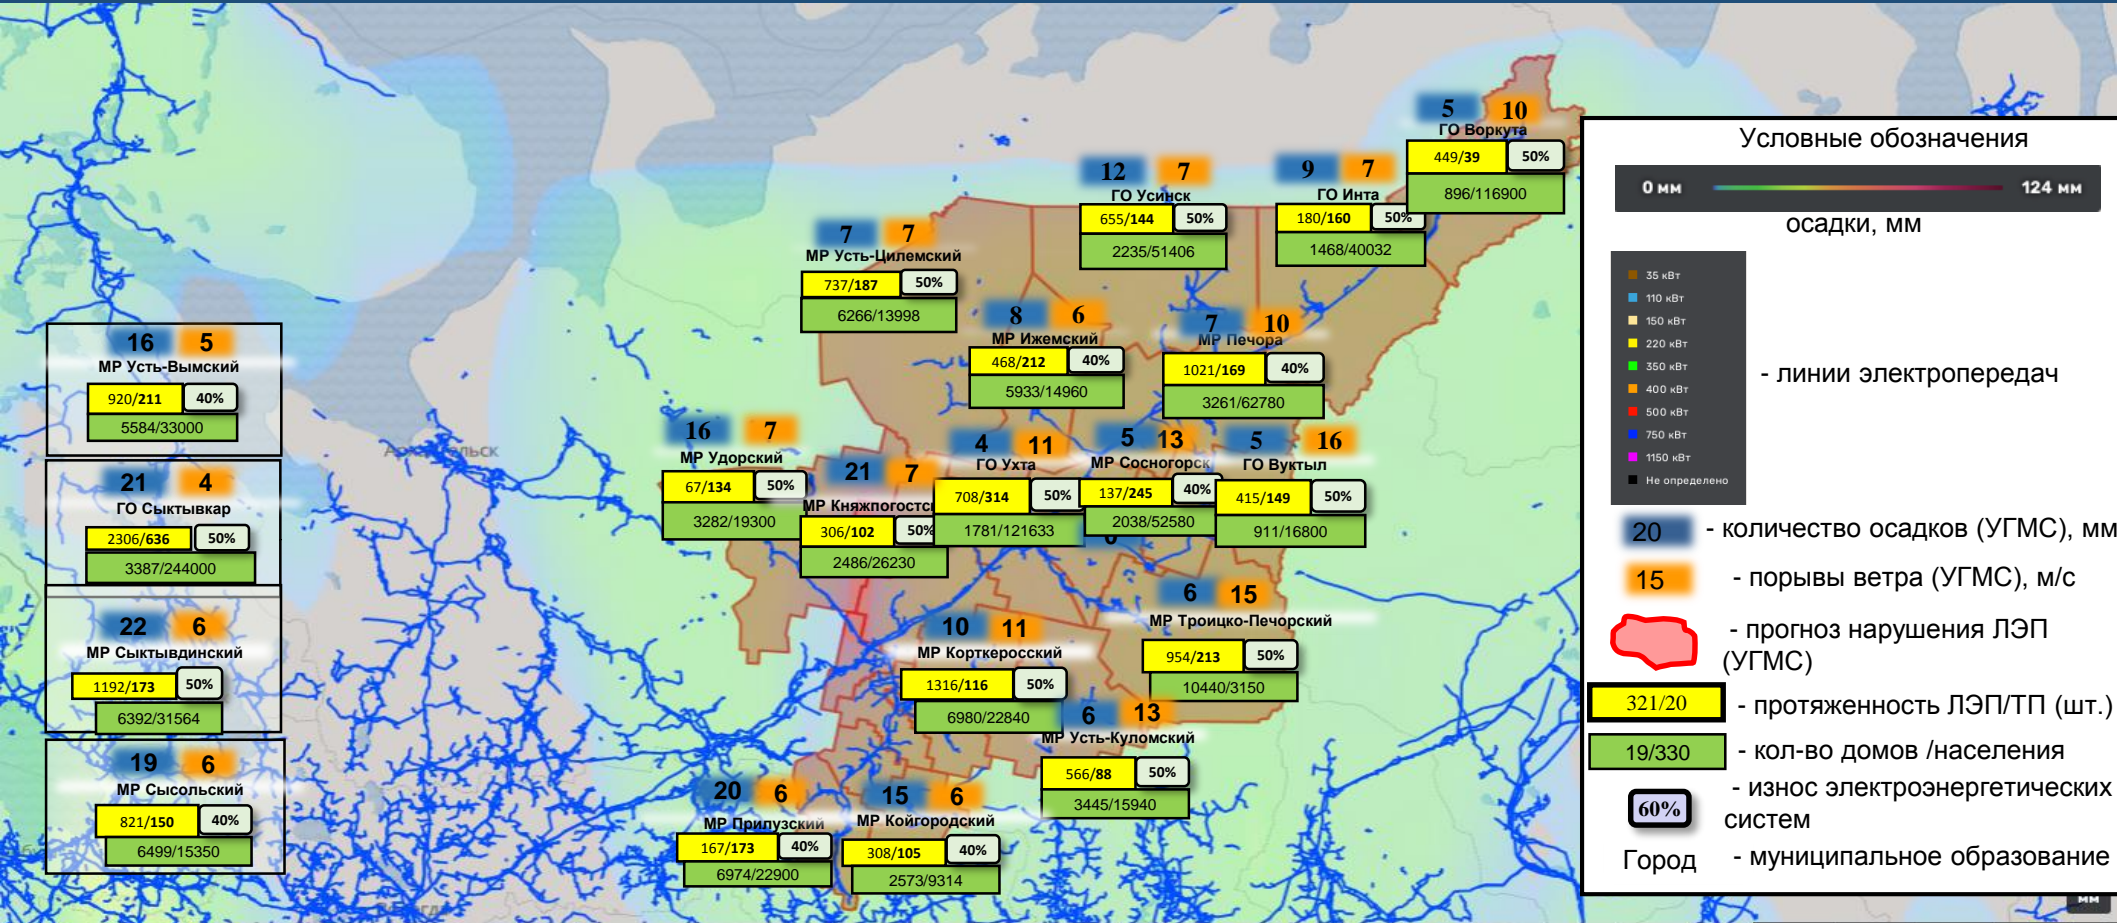 5 10
ГО Воркута
449/39 50%
896/116900
12 7
ГО Усинск
655/144 50%
2235/51406
9 7
ГО Инта
180/160 50%
1468/40032
7 7
МР Усть-Цилемский
737/187 50%
6266/13998
8 6
МР Ижемский
468/212 40%
5933/14960
7 10
МР Печора
1021/169 40%
3261/62780
16 5
МР Усть-Вымский
920/211 40%
5584/33000
21 4
ГО Сыктывкар
2306/636 50%
3387/244000
22 6
МР Сыктывдинский
1192/173 50%
6392/31564
19 6
МР Сысольский
821/150 40%
6499/15350
16 7
МР Удорский
67/134 50%
3282/19300
21 7
МР Княжпогостс
306/102 50%
2486/26230
4 11
ГО Ухта
708/314 50%
1781/121633
5 13
МР Сосногорск
137/245 40%
2038/52580
5 16
ГО Вуктыл
415/149 50%
911/16800
6 15
МР Троицко-Печорский
954/213 50%
10440/3150
10 11
МР Корткеросский
1316/116 50%
6980/22840
6 13
МР Усть-Куломский
566/88 50%
3445/15940
20 6
МР Прилузский
167/173 40%
6974/22900
15 6
МР Койгородский
308/105 40%
2573/9314
Условные обозначения
0 мм 124 мм
осадки, мм
35 кВт
110 кВт
150 кВт
220 кВт
350 кВт
400 кВт
500 кВт
750 кВт
1150 кВт
Не определено
- линии электропередач
20 - количество осадков (УГМС), мм
15 - порывы ветра (УГМС), м/с
- прогноз нарушения ЛЭП
(УГМС)
321/20 - протяженность ЛЭП/ТП (шт.)
19/330 - кол-во домов /населения
60% - износ электроэнергетических
систем
Город - муниципальное образование
мм